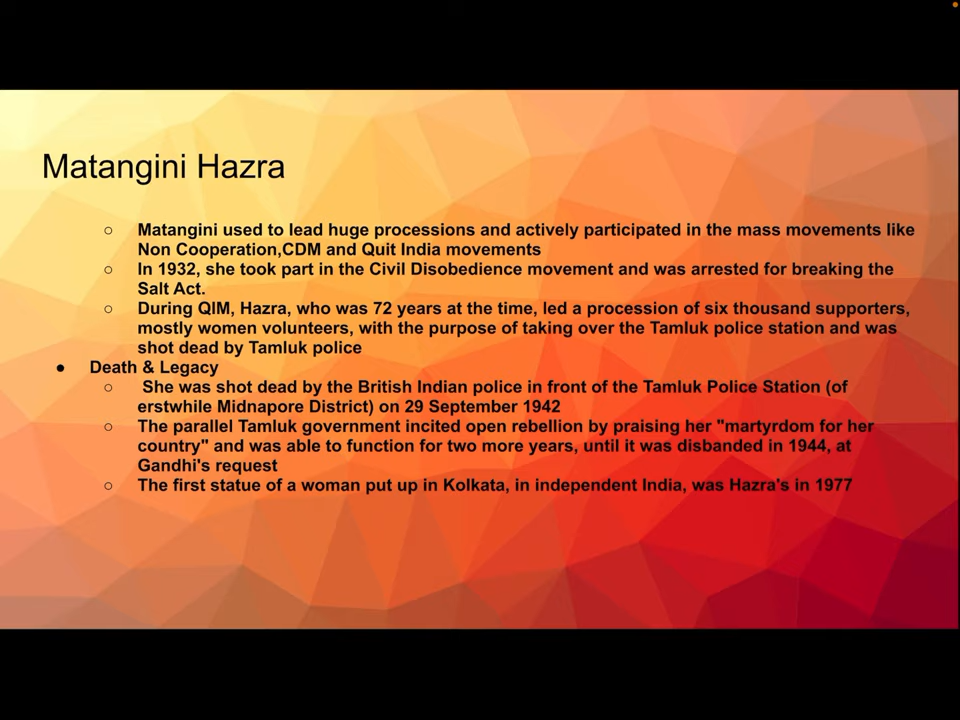 Matangini Hazra
○ Matangini used to lead huge processions and actively participated in the mass movements like
Non Cooperation,CDM and Quit India movements
○ In 1932, she took part in the Civil Disobedience movement and was arrested for breaking the
Salt Act.
○ During QIM, Hazra, who was 72 years at the time, led a procession of six thousand supporters,
mostly women volunteers, with the purpose of taking over the Tamluk police station and was
shot dead by Tamluk police
● Death & Legacy
○ She was shot dead by the British Indian police in front of the Tamluk Police Station (of
erstwhile Midnapore District) on 29 September 1942
○ The parallel Tamluk government incited open rebellion by praising her "martyrdom for her
country" and was able to function for two more years, until it was disbanded in 1944, at
Gandhi's request
○ The first statue of a woman put up in Kolkata, in independent India, was Hazra's in 1977